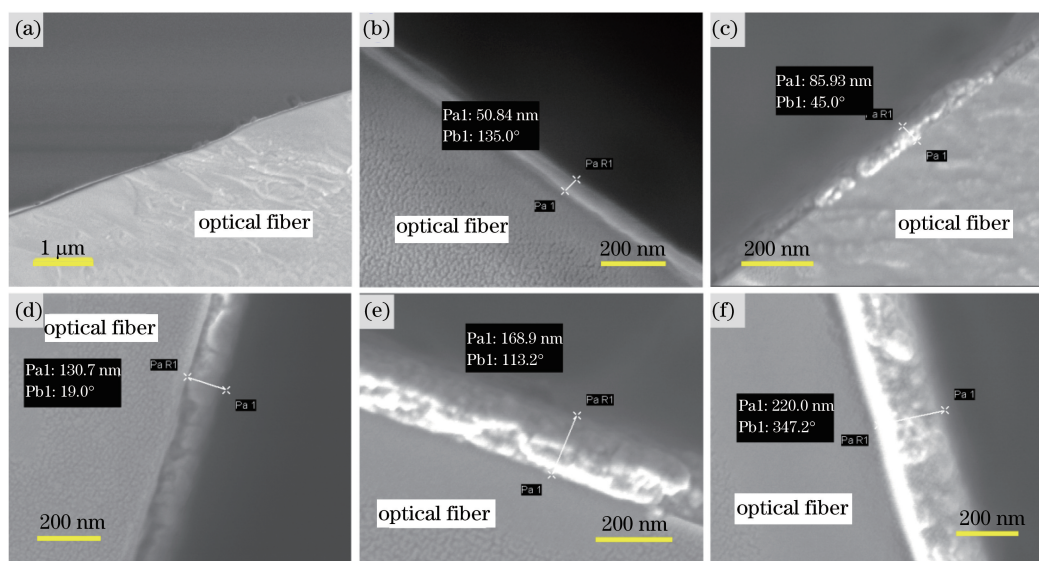 (a)
optical fiber
1 μm
(b)
Pa1: 50.84 nm
Pb1: 135.0°
Pa R1
Pa 1
optical fiber
200 nm
(c)
Pa1: 85.93 nm
Pb1: 45.0°
Pa R1
Pa 1
optical fiber
200 nm
(d)
optical fiber
Pa1: 130.7 nm
Pb1: 19.0°
Pa R1
Pa 1
200 nm
(e)
Pa1: 168.9 nm
Pb1: 113.2°
Pa R1
Pa 1
optical fiber
200 nm
(f)
Pa1: 220.0 nm
Pb1: 347.2°
Pa 1
Pa R1
optical fiber
200 nm